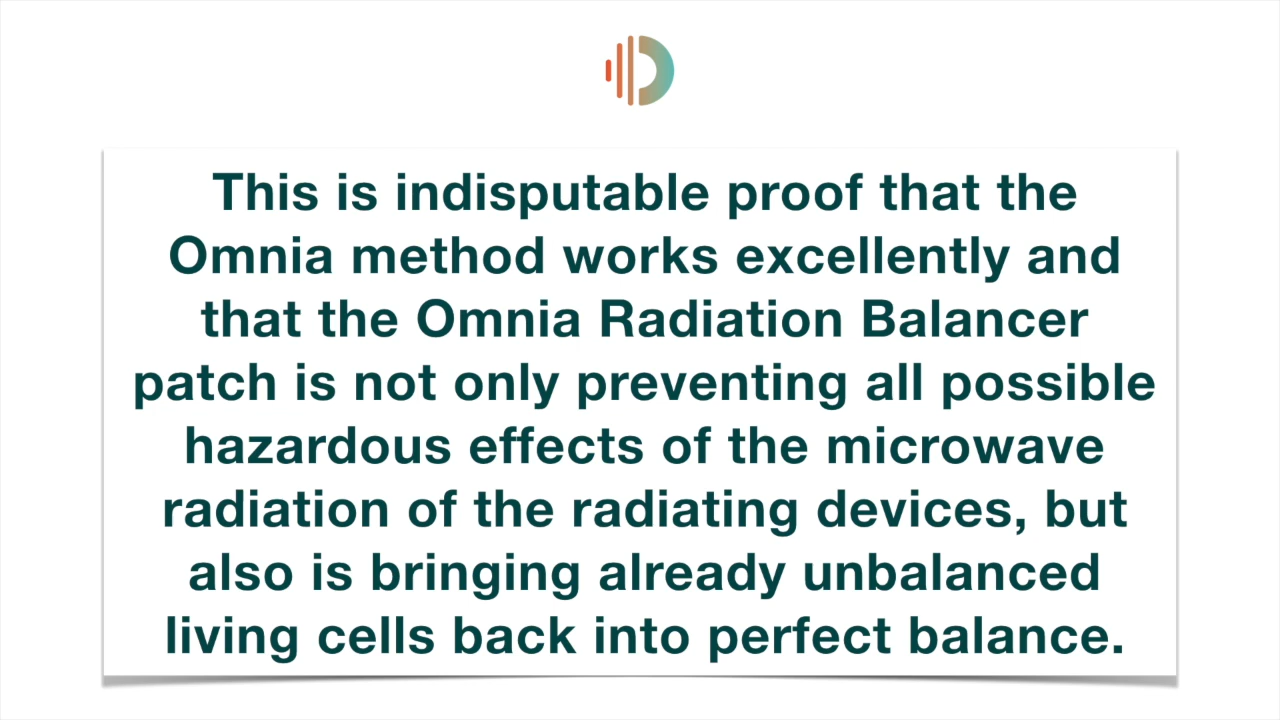 This is indisputable proof that the
Omnia method works excellently and
that the Omnia Radiation Balancer
patch is not only preventing all possible
hazardous effects of the microwave
radiation of the radiating devices, but
also is bringing already unbalanced
living cells back into perfect balance.